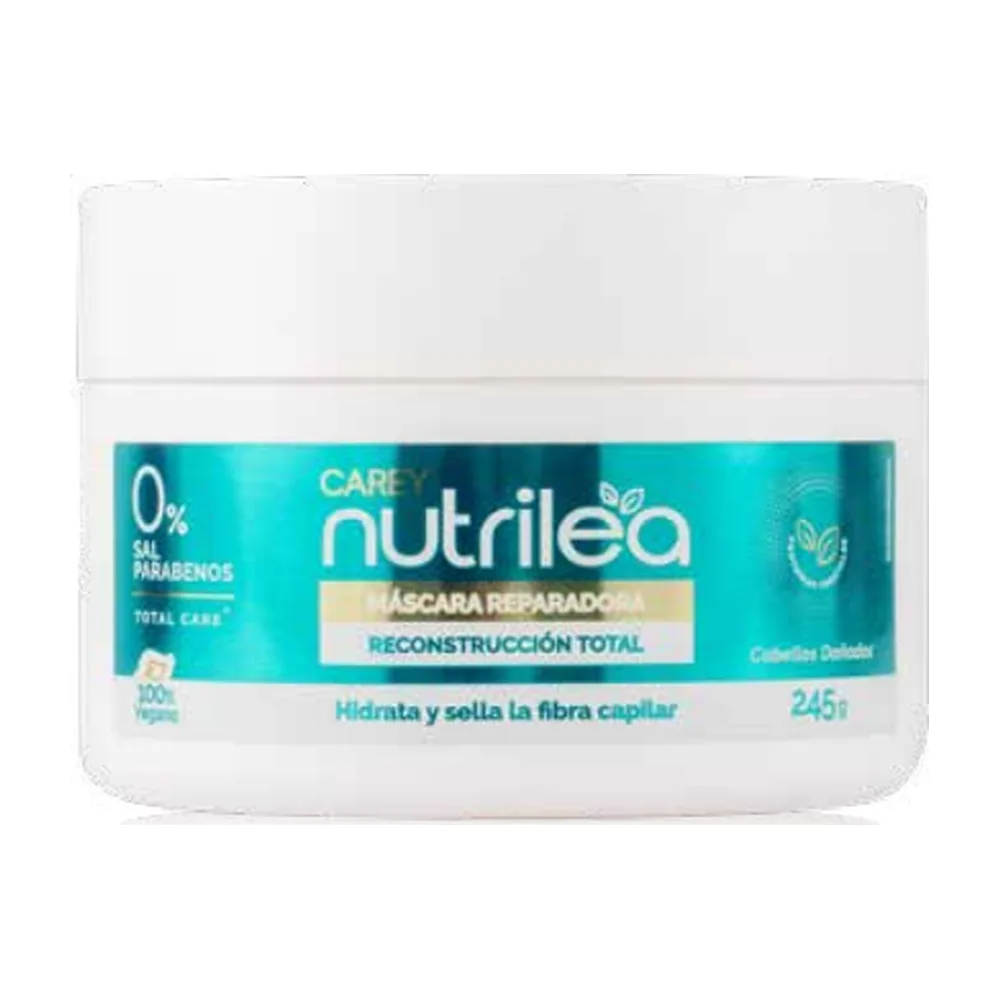 CAREY
nutrilea
MÁSCARA REPARADORA
RECONSTRUCCIÓN TOTAL
Hidrata y sella la fibra capilar
0%
SAL
PARABENOS
TOTAL CARE
100%
Vegano
Cabellos Dañados
245g